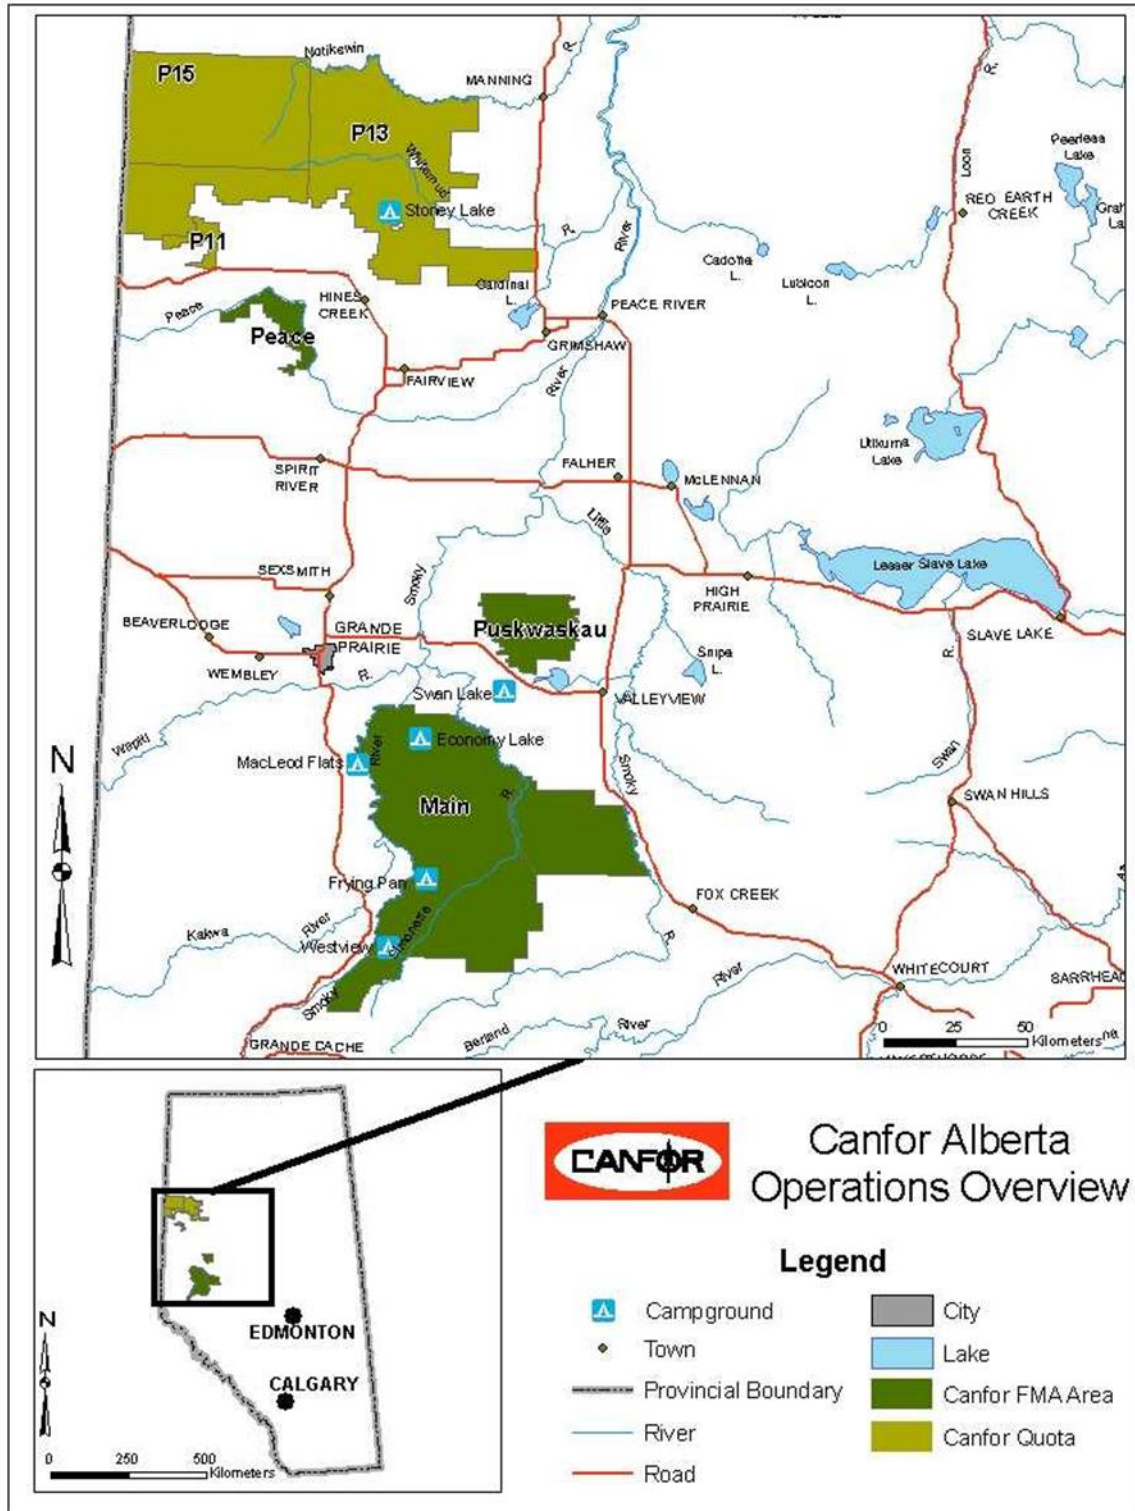 Notikewin
R.
R.
P15
MANNING
P13
Peerless
Lake
Loon
Stoney Lake
RED EARTH
CREEK
P11
R.
River
Cadotte
L.
Lubicon
L.
Cardinal
L.
HINES
CREEK
Peace
PEACE RIVER
Peace
GRIMSHAW
FAIRVIEW
River
Utikuma
Lake
SPIRIT
RIVER
FALHER
McLENNAN
Little
Lesser Slave Lake
SEXSMITH
Smoky
HIGH
PRAIRIE
BEAVERLODGE
GRANDE
PRAIRIE
Puskwaskau
SLAVE LAKE
WEMBLEY
R.
Snipe
L.
R.
Swan Lake
VALLEYVIEW
Wapiti
Economy Lake
N
MacLeod Flats
River
Smoky
Swan
Main
R.
SWAN HILLS
Frying Pan
FOX CREEK
Kakwa
River
Westview
Simonette
R.
River
WHITECOURT
Smoky
Berland
River
GRANDE CACHE
0 25 50
Kilometers
N
EDMONTON
CALGARY
0 250 500
Kilometers
CANFOR
Canfor Alberta
Operations Overview
Legend
Campground
Town
Provincial Boundary
River
Road
City
Lake
Canfor FMA Area
Canfor Quota